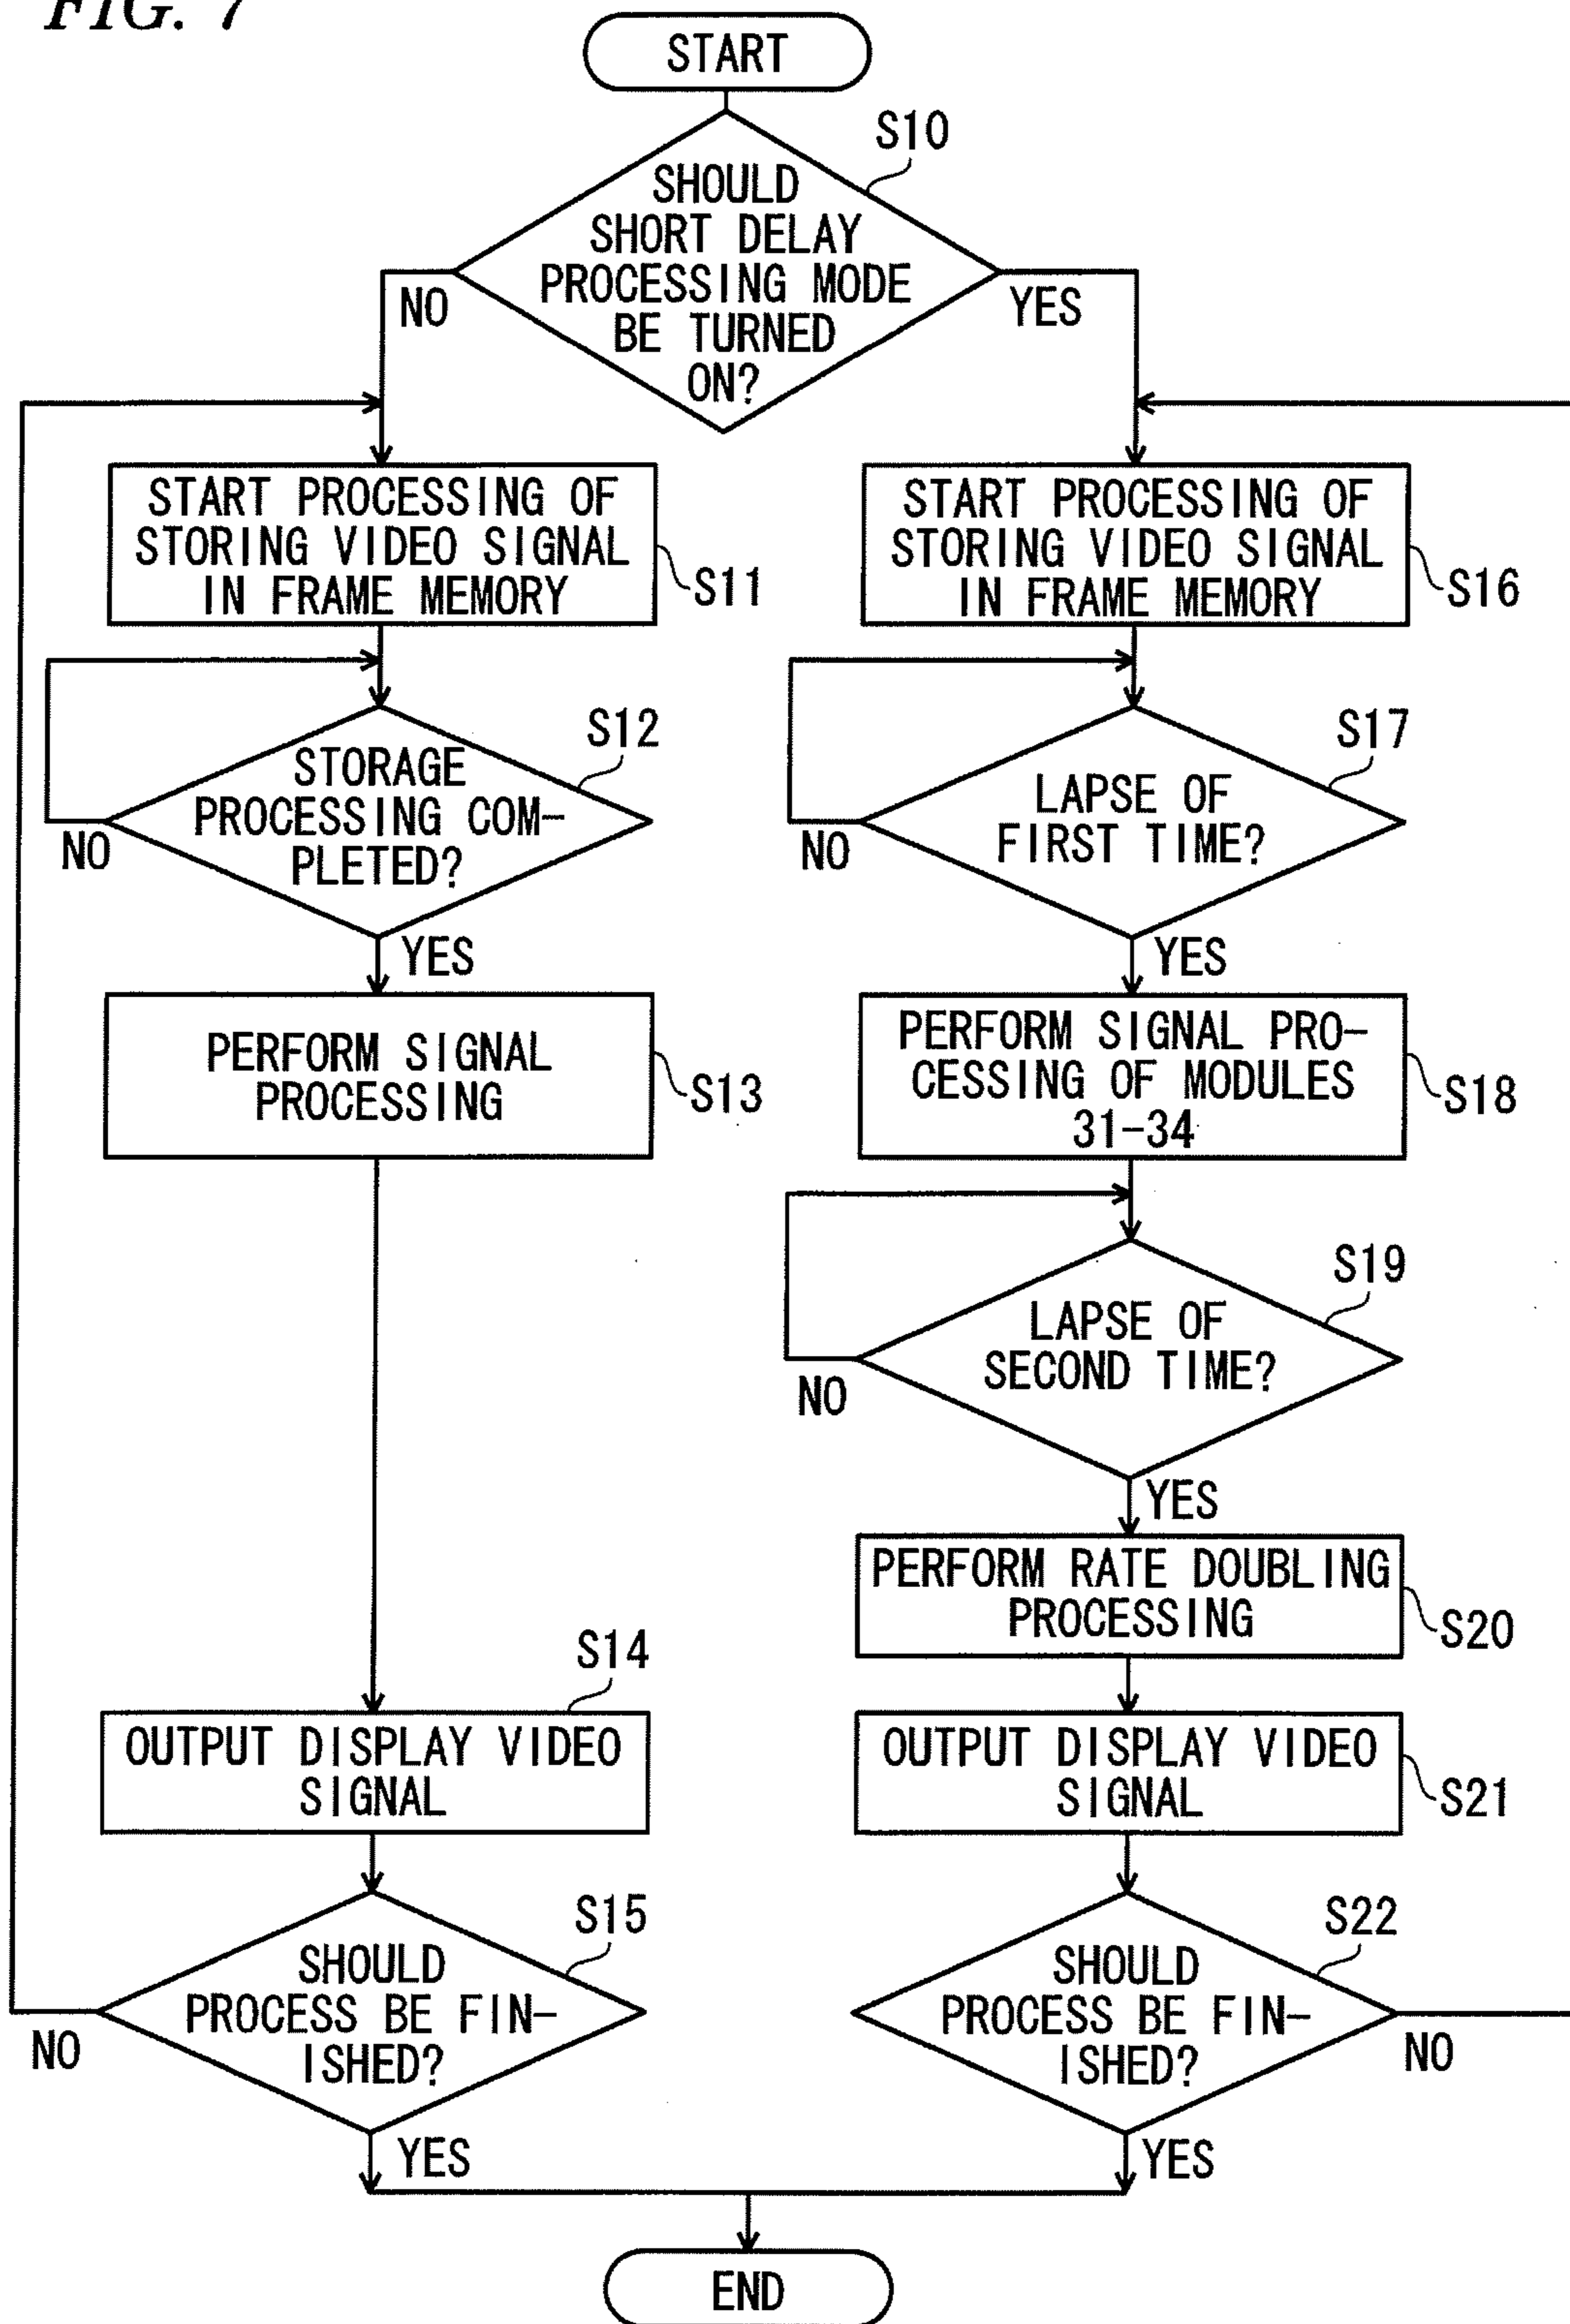 FIG. 7
START
S10
SHOULD
SHORT DELAY
PROCESSING MODE
BE TURNED
ON?
NO
YES
START PROCESSING OF
STORING VIDEO SIGNAL
IN FRAME MEMORY
S11
START PROCESSING OF
STORING VIDEO SIGNAL
IN FRAME MEMORY
S16
S12
STORAGE
PROCESSING COM-
PLETED?
NO
YES
S17
LAPSE OF
FIRST TIME?
NO
YES
PERFORM SIGNAL
PROCESSING
S13
PERFORM SIGNAL PRO-
CESSING OF MODULES
31-34
S18
S19
LAPSE OF
SECOND TIME?
NO
YES
PERFORM RATE DOUBLING
PROCESSING
S20
S14
OUTPUT DISPLAY VIDEO
SIGNAL
OUTPUT DISPLAY VIDEO
SIGNAL
S21
S15
SHOULD
PROCESS BE FIN-
ISHED?
NO
YES
S22
SHOULD
PROCESS BE FIN-
ISHED?
NO
YES
END